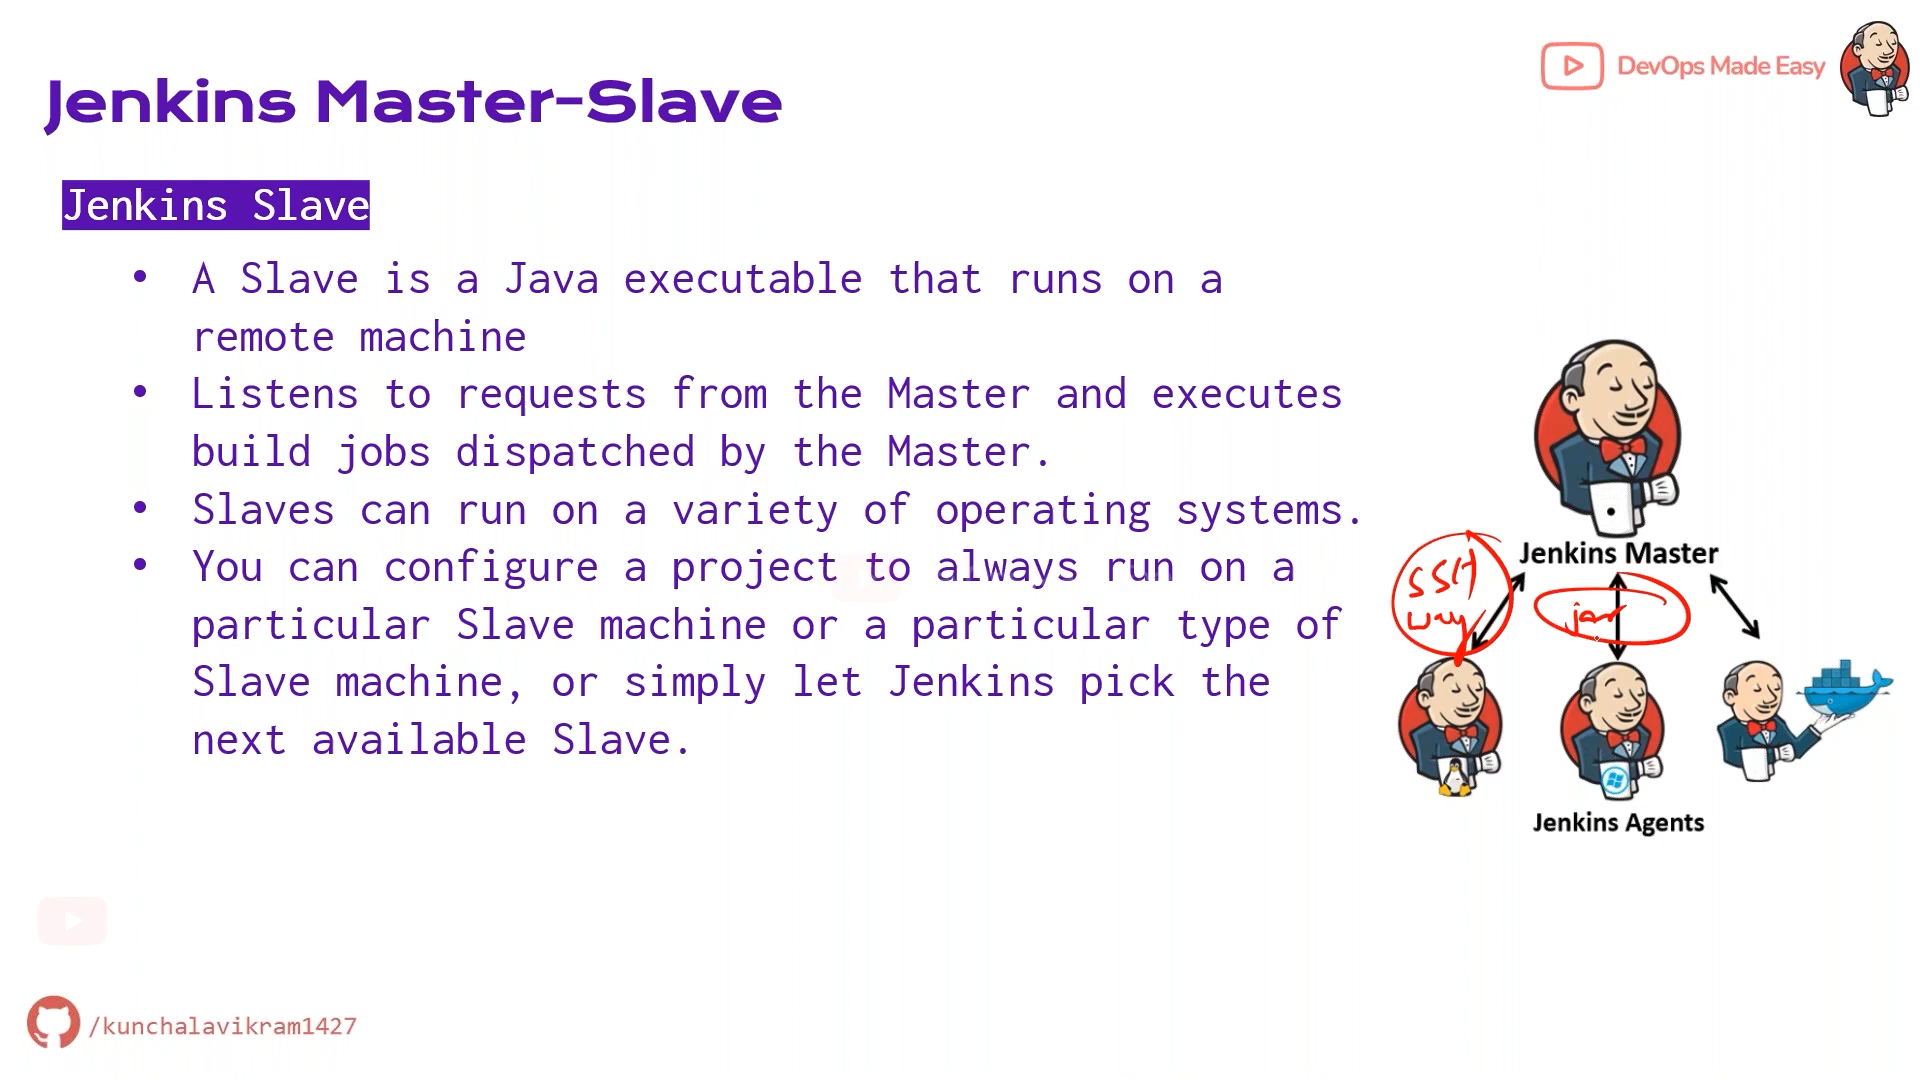 DevOps Made Easy
Jenkins Master-Slave
Jenkins Slave
• A Slave is a Java executable that runs on a
remote machine
• Listens to requests from the Master and executes
build jobs dispatched by the Master.
• Slaves can run on a variety of operating systems.
• You can configure a project to always run on a
particular Slave machine or a particular type of
Slave machine, or simply let Jenkins pick the
next available Slave.
Jenkins Master
SSH
way
jar
Jenkins Agents
/kunchalavikram1427